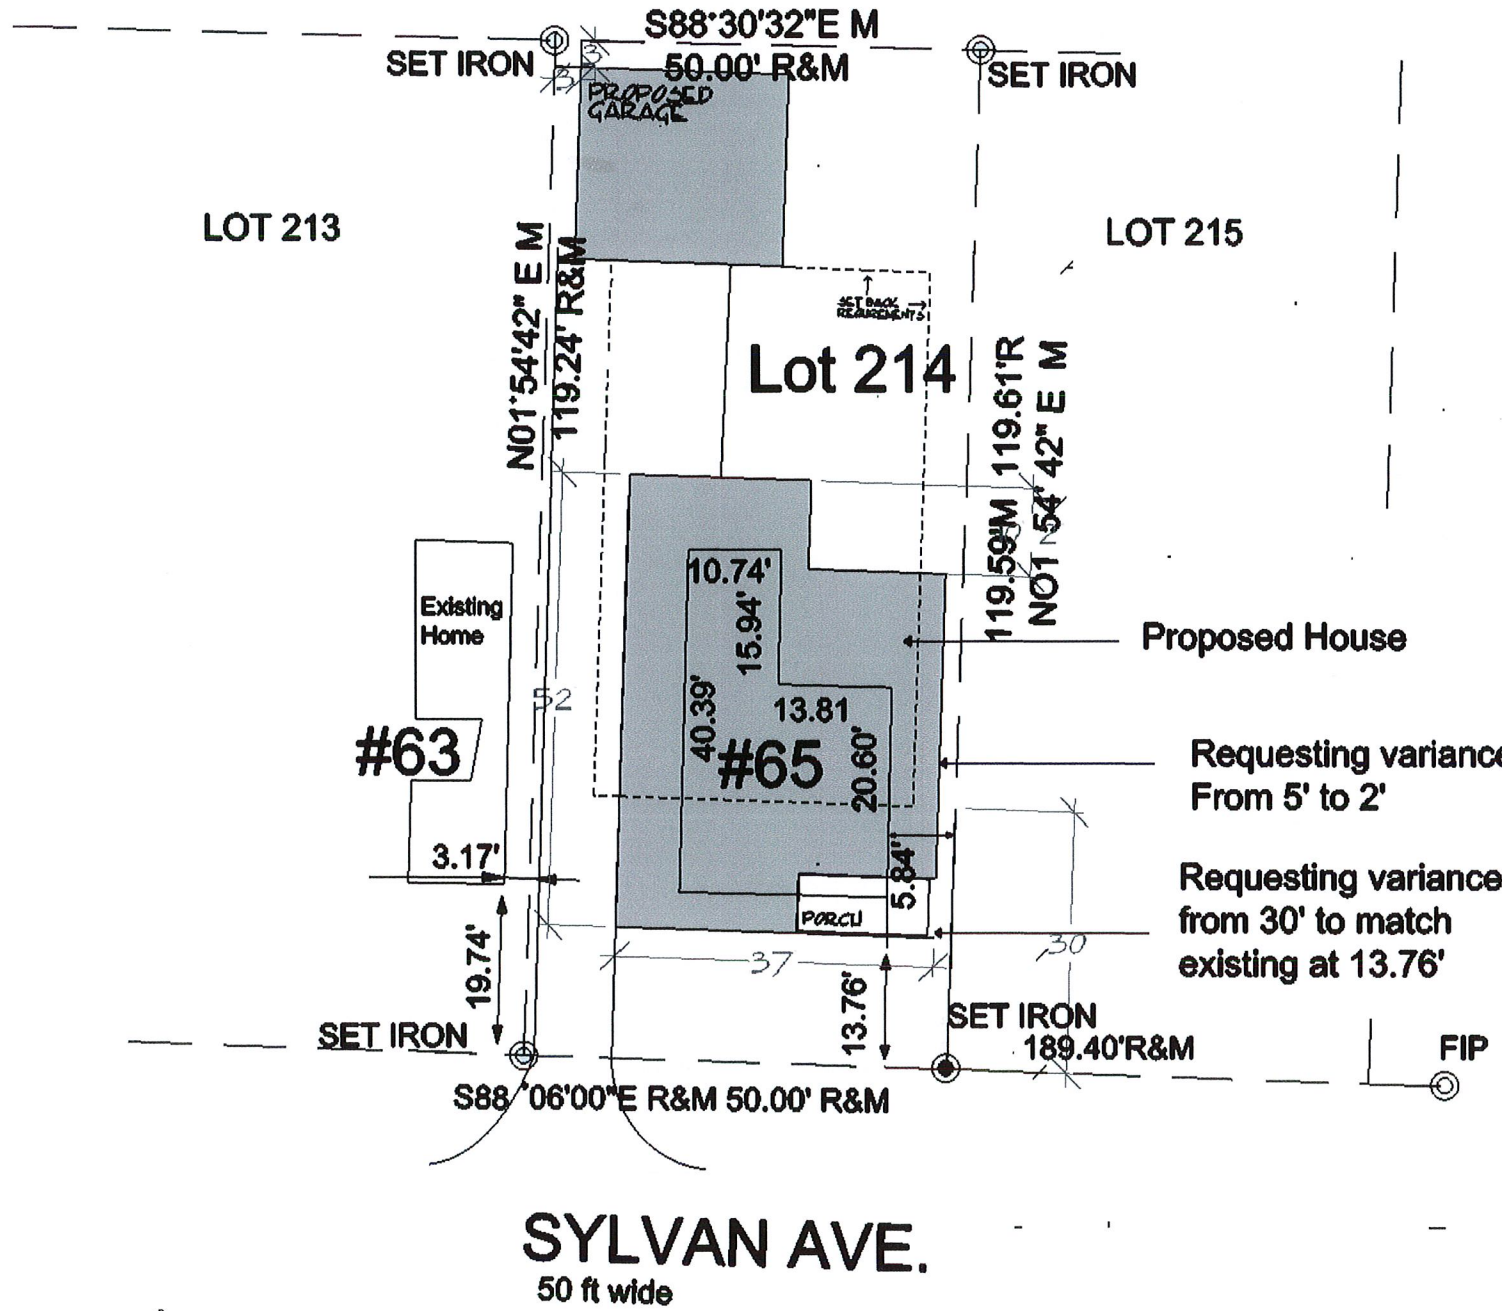 S88°30'32"E M
50.00' R&M
SET IRON
SET IRON
3
3
PROPOSED
GARAGE
LOT 213
LOT 215
N01°54'42" E M
119.24' R&M
SET BACK
REQUIREMENTS
Lot 214
119.59'M 119.61'R
NO1 54' 42" E M
10.74'
15.94'
Existing
Home
Proposed House
52
40.39'
13.81
#63
#65
20.60'
Requesting variance
From 5' to 2'
3.17'
5.84'
Requesting variance
from 30' to match
existing at 13.76'
PORCH
37
30
19.74'
13.76'
SET IRON
SET IRON
189.40'R&M
FIP
S88°06'00"E R&M 50.00' R&M
SYLVAN AVE.
50 ft wide